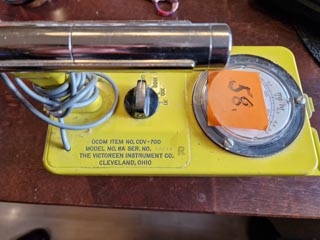 58.
OCDM ITEM NO. CDV-700
MODEL NO. 6A SER. NO.
THE VICTOREEN INSTRUMENT CO.
CLEVELAND, OHIO